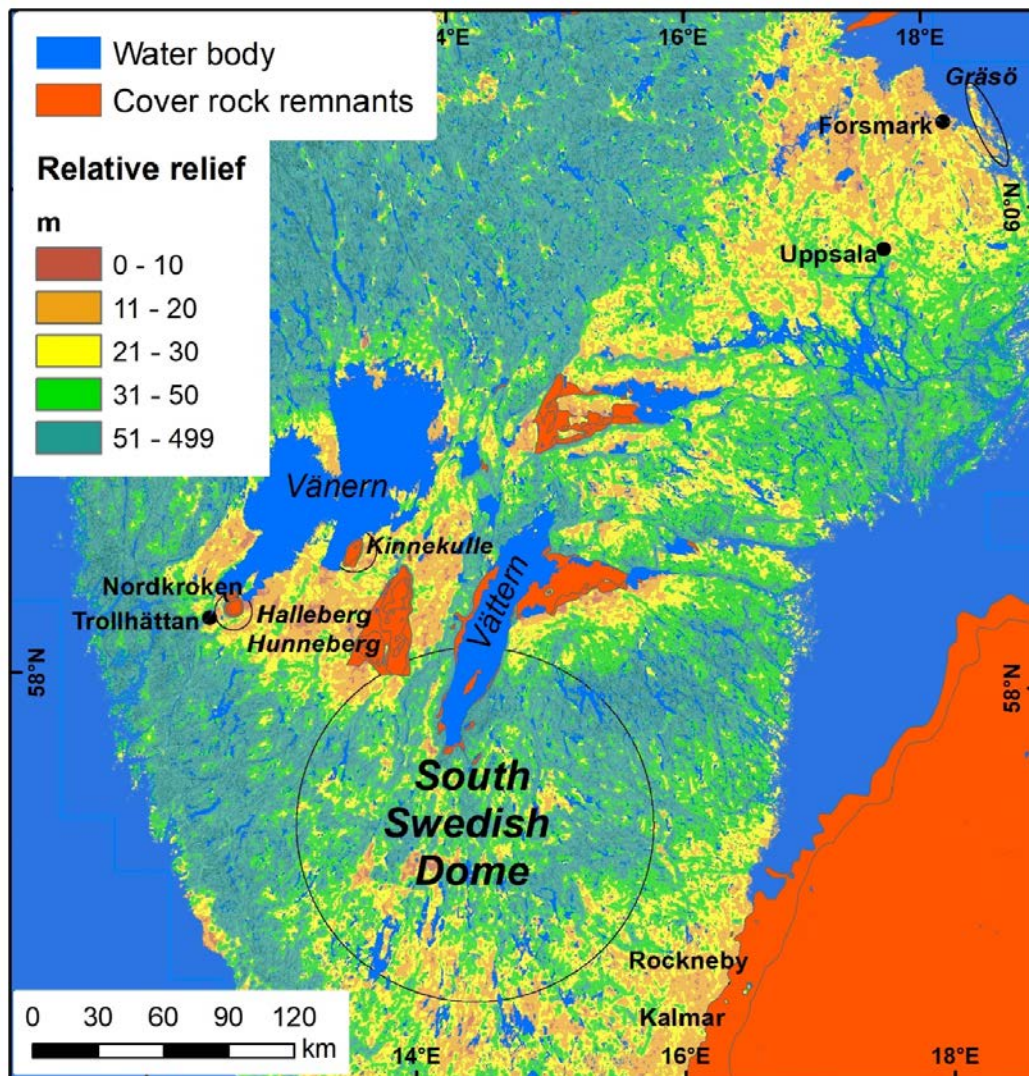 4°E
16°E
18°E
Water body
Cover rock remnants
Relative relief
m
0 - 10
11 - 20
21 - 30
31 - 50
51 - 499
Gräsö
Forsmark
60°N
Uppsala
Vänern
Kinnekulle
Nordkroken
Trollhättan
Halleberg
Hunneberg
Vättern
58°N
58°N
South
Swedish
Dome
Rockneby
Kalmar
0 30 60 90 120
km
14°E
16°E
18°E